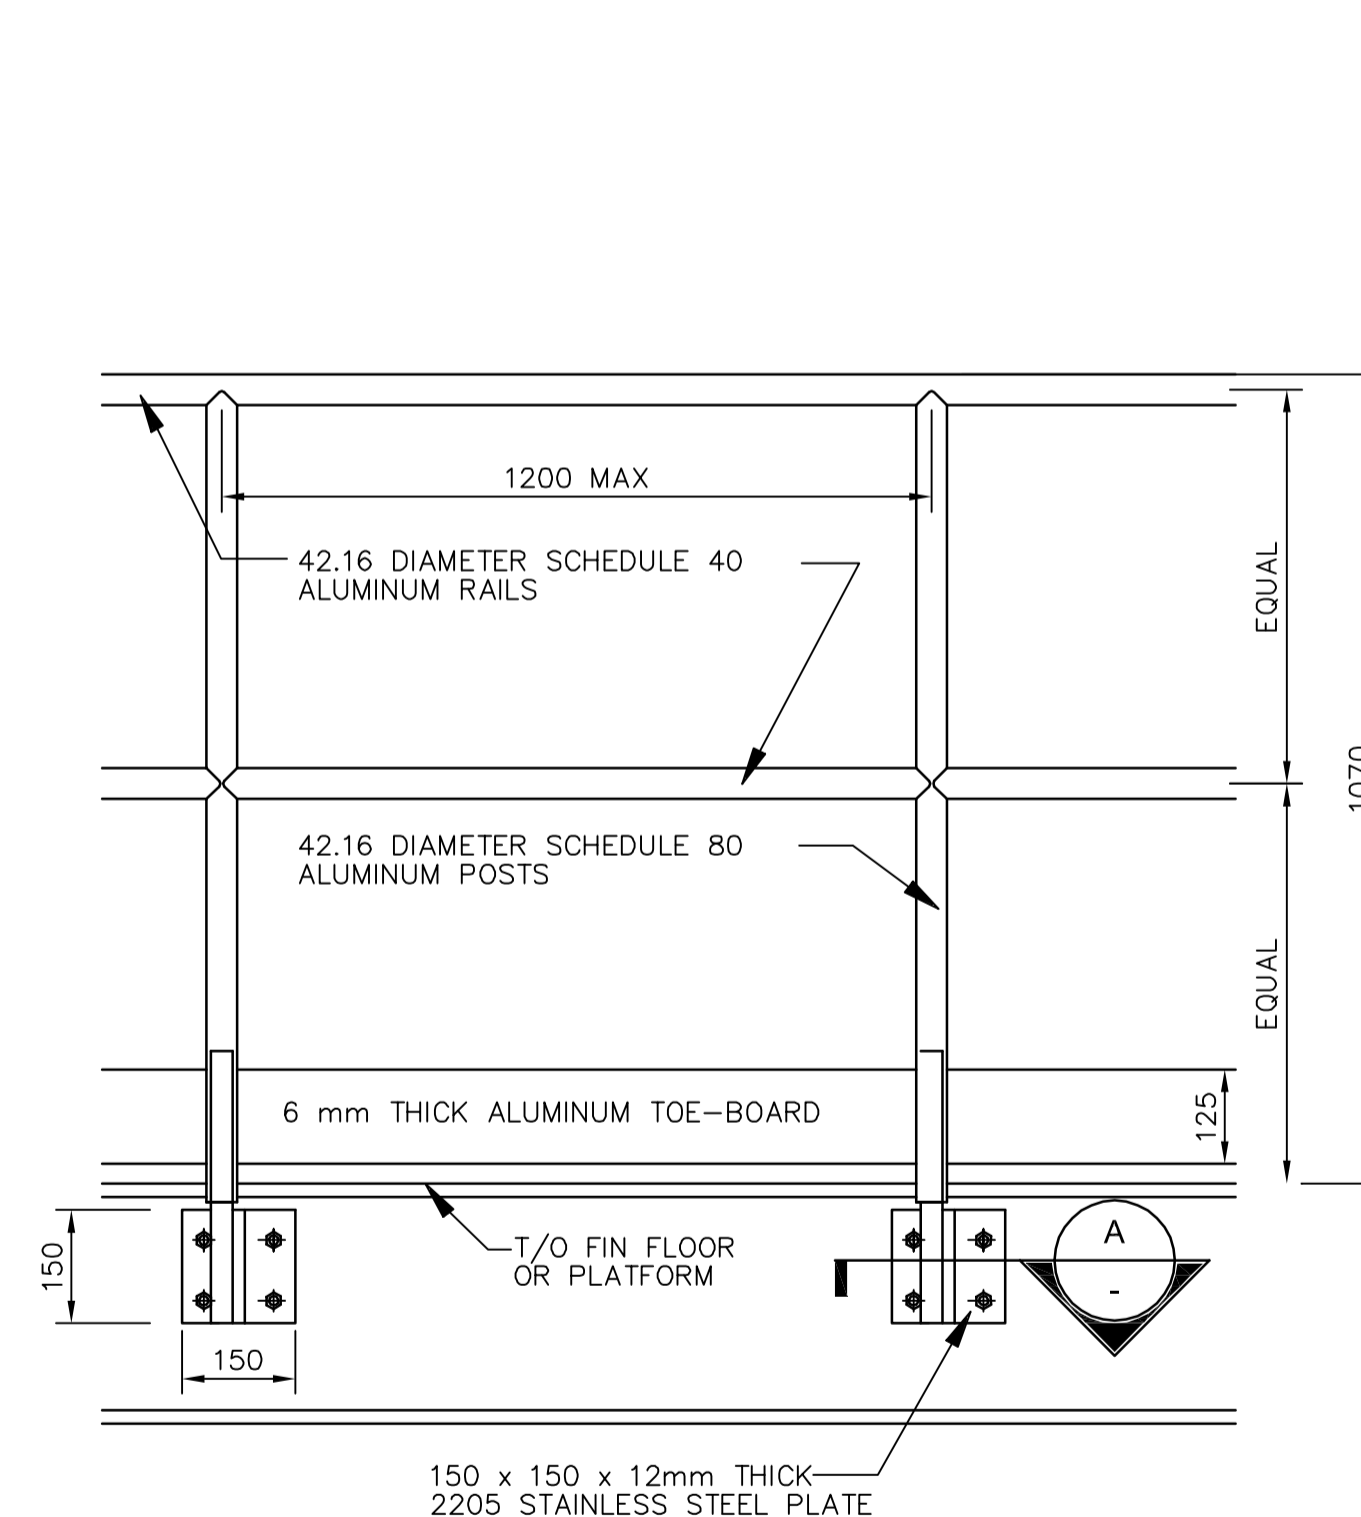 1200 MAX
42.16 DIAMETER SCHEDULE 40
ALUMINUM RAILS
EQUAL
1070
42.16 DIAMETER SCHEDULE 80
ALUMINUM POSTS
EQUAL
6 mm THICK ALUMINUM TOE-BOARD
125
T/O FIN FLOOR
OR PLATFORM
A
-
150
150
150 x 150 x 12mm THICK
2205 STAINLESS STEEL PLATE